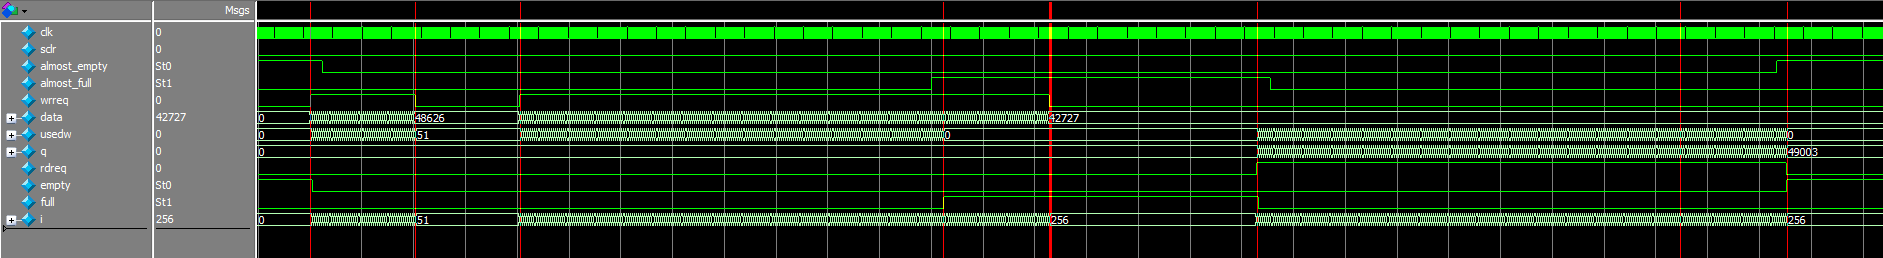 Msgs
clk 0
sclr 0
almost_empty St0
almost_full St1
wrreq 0
data 42727 0 48626 42727
usedw 0 0 51 0 0
q 0 0 49003
rdreq 0
empty St0
full St1
i 256 0 51 256 256